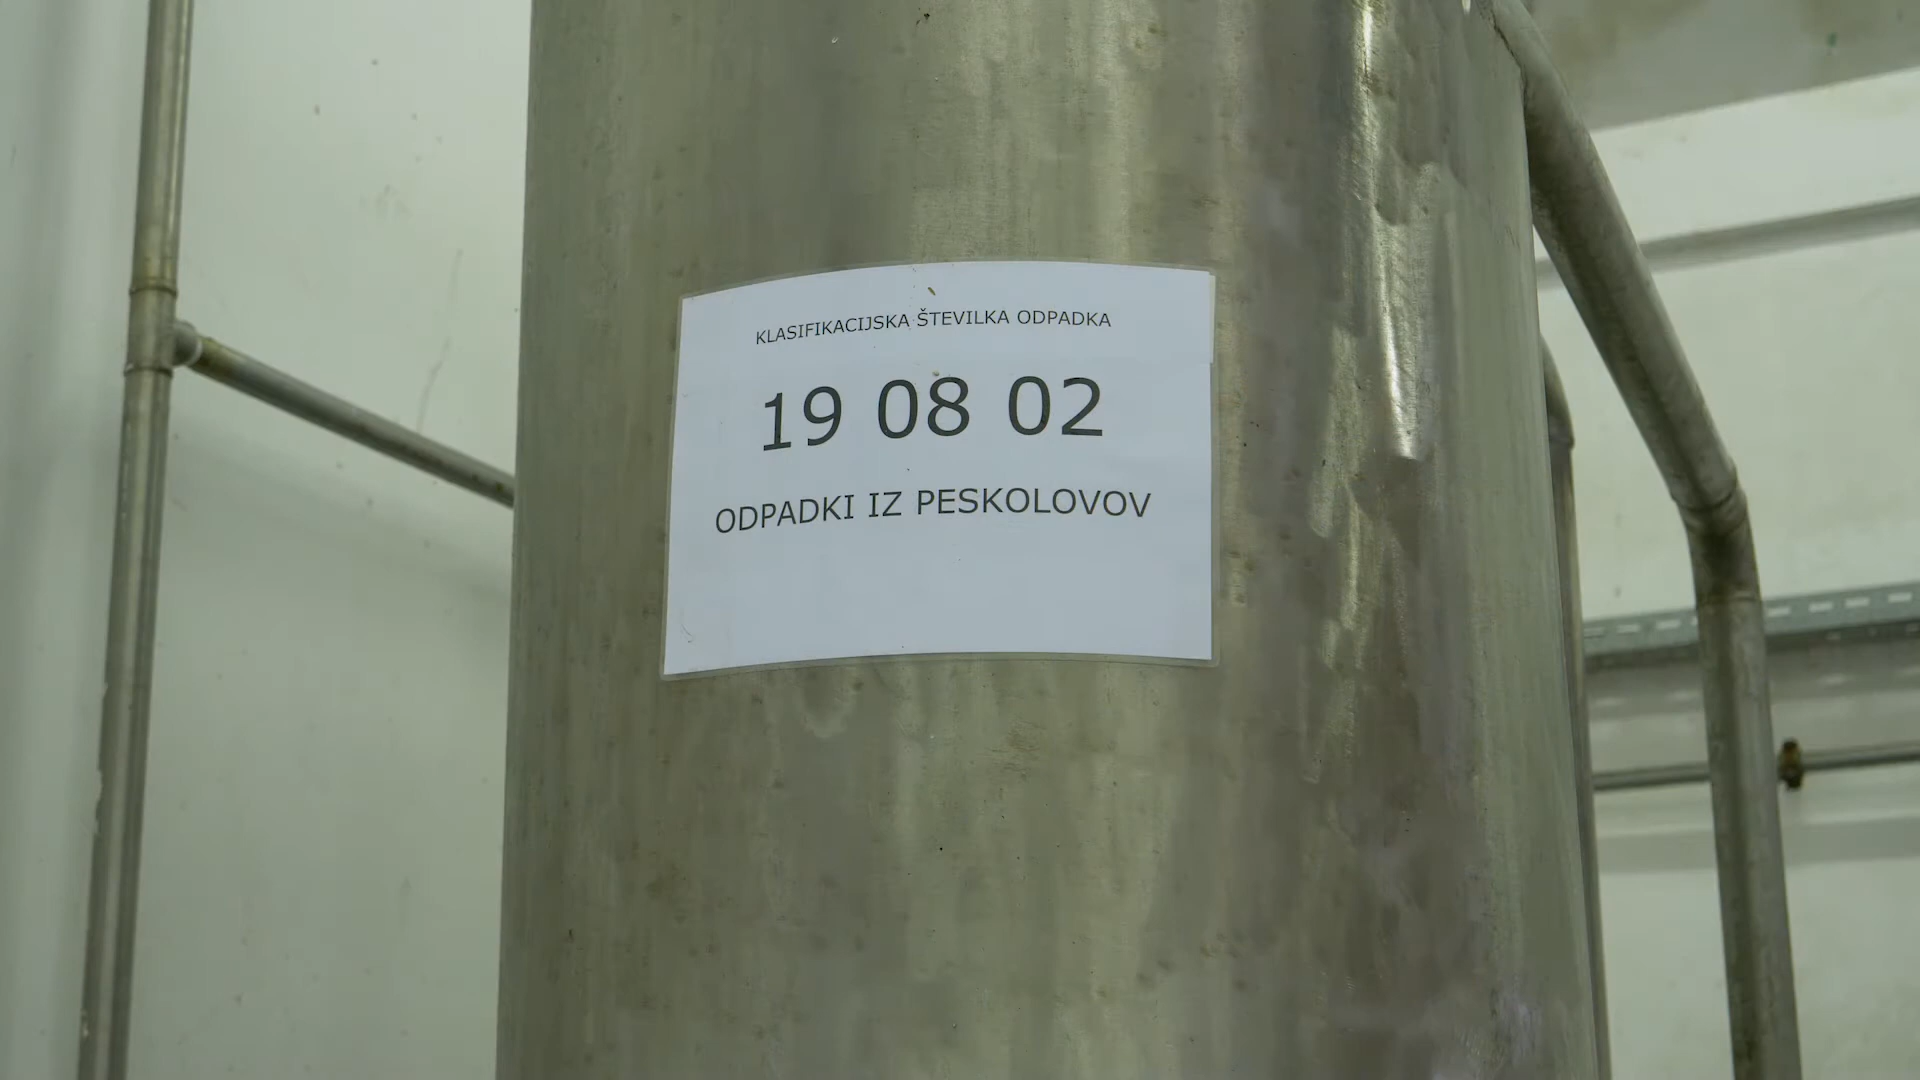 KLASIFIKACIJSKA ŠTEVILKA ODPADKA
19 08 02
ODPADKI IZ PESKOLOVOV